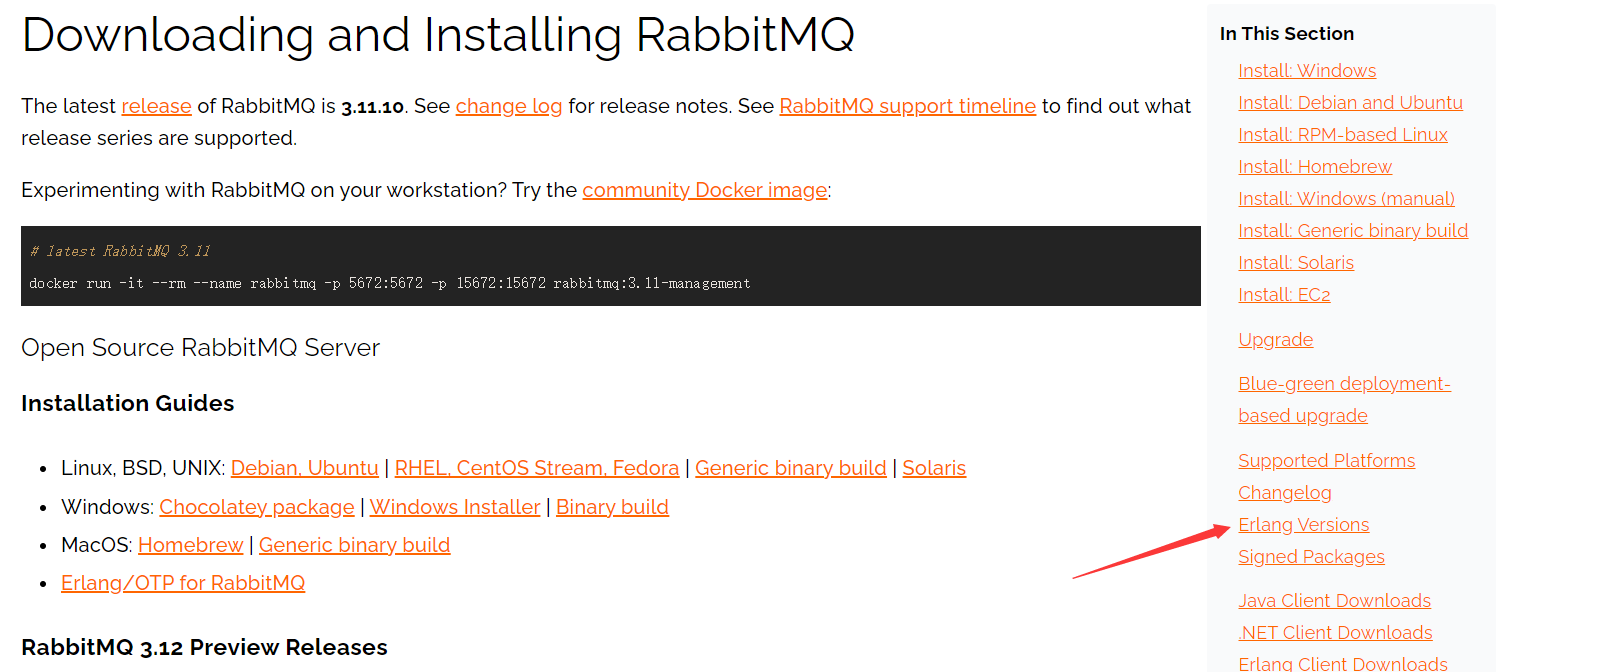 Downloading and Installing RabbitMQ
The latest release of RabbitMQ is 3.11.10. See change log for release notes. See RabbitMQ support timeline to find out what
release series are supported.
Experimenting with RabbitMQ on your workstation? Try the community Docker image:
# latest RabbitMQ 3.11
docker run -it --rm --name rabbitmq -p 5672:5672 -p 15672:15672 rabbitmq:3.11-management
Open Source RabbitMQ Server
Installation Guides
• Linux, BSD, UNIX: Debian, Ubuntu | RHEL, CentOS Stream, Fedora | Generic binary build | Solaris
• Windows: Chocolatey package | Windows Installer | Binary build
• MacOS: Homebrew | Generic binary build
• Erlang/OTP for RabbitMQ
RabbitMQ 3.12 Preview Releases
In This Section
Install: Windows
Install: Debian and Ubuntu
Install: RPM-based Linux
Install: Homebrew
Install: Windows (manual)
Install: Generic binary build
Install: Solaris
Install: EC2
Upgrade
Blue-green deployment-
based upgrade
Supported Platforms
Changelog
Erlang Versions
Signed Packages
Java Client Downloads
.NET Client Downloads
Erlang Client Downloads